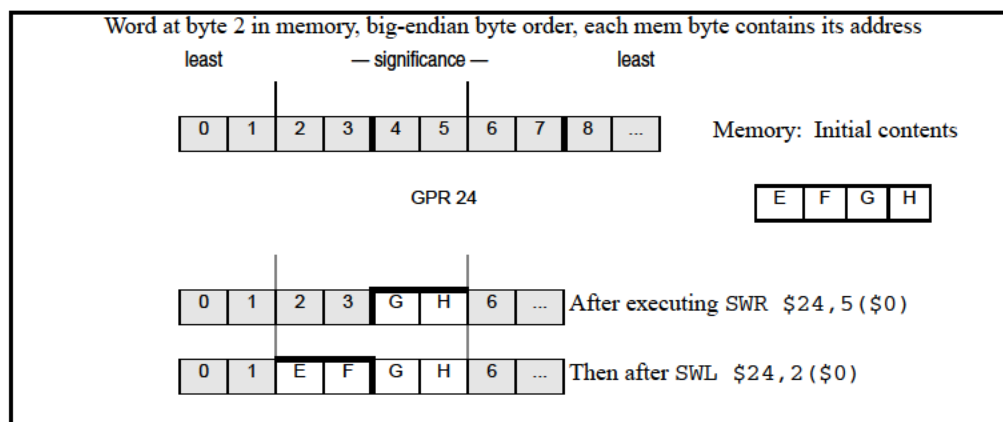 Word at byte 2 in memory, big-endian byte order, each mem byte contains its address
least — significance — least
0 1 2 3 4 5 6 7 8 ... Memory: Initial contents
GPR 24 E F G H
0 1 2 3 G H 6 ... After executing SWR $24,5($0)
0 1 E F G H 6 ... Then after SWL $24,2($0)